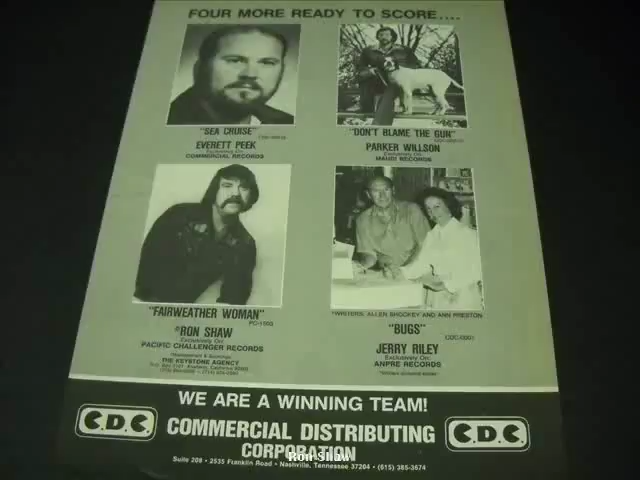 FOUR MORE READY TO SCORE....
"SEA CRUISE"
EVERETT PEEK
Exclusively On:
COMMERCIAL RECORDS
"DON'T BLAME THE GUN"
PARKER WILLSON
Exclusively On:
MAUDI RECORDS
"FAIRWEATHER WOMAN"
PC-1900
RON SHAW
Exclusively On:
PACIFIC CHALLENGER RECORDS
THE KEYSTONE AGENCY
*WRITERS: ALLEN SHOCKEY AND ANN PRESTON
"BUGS"
JERRY RILEY
Exclusively On:
ANPRE RECORDS
WE ARE A WINNING TEAM!
C.D.C.
COMMERCIAL DISTRIBUTING
CORPORATION
C.D.C.
Suite 208 • 2535 Franklin Road • Nashville, Tennessee 37204 • (615) 385-3674
Ron Shaw